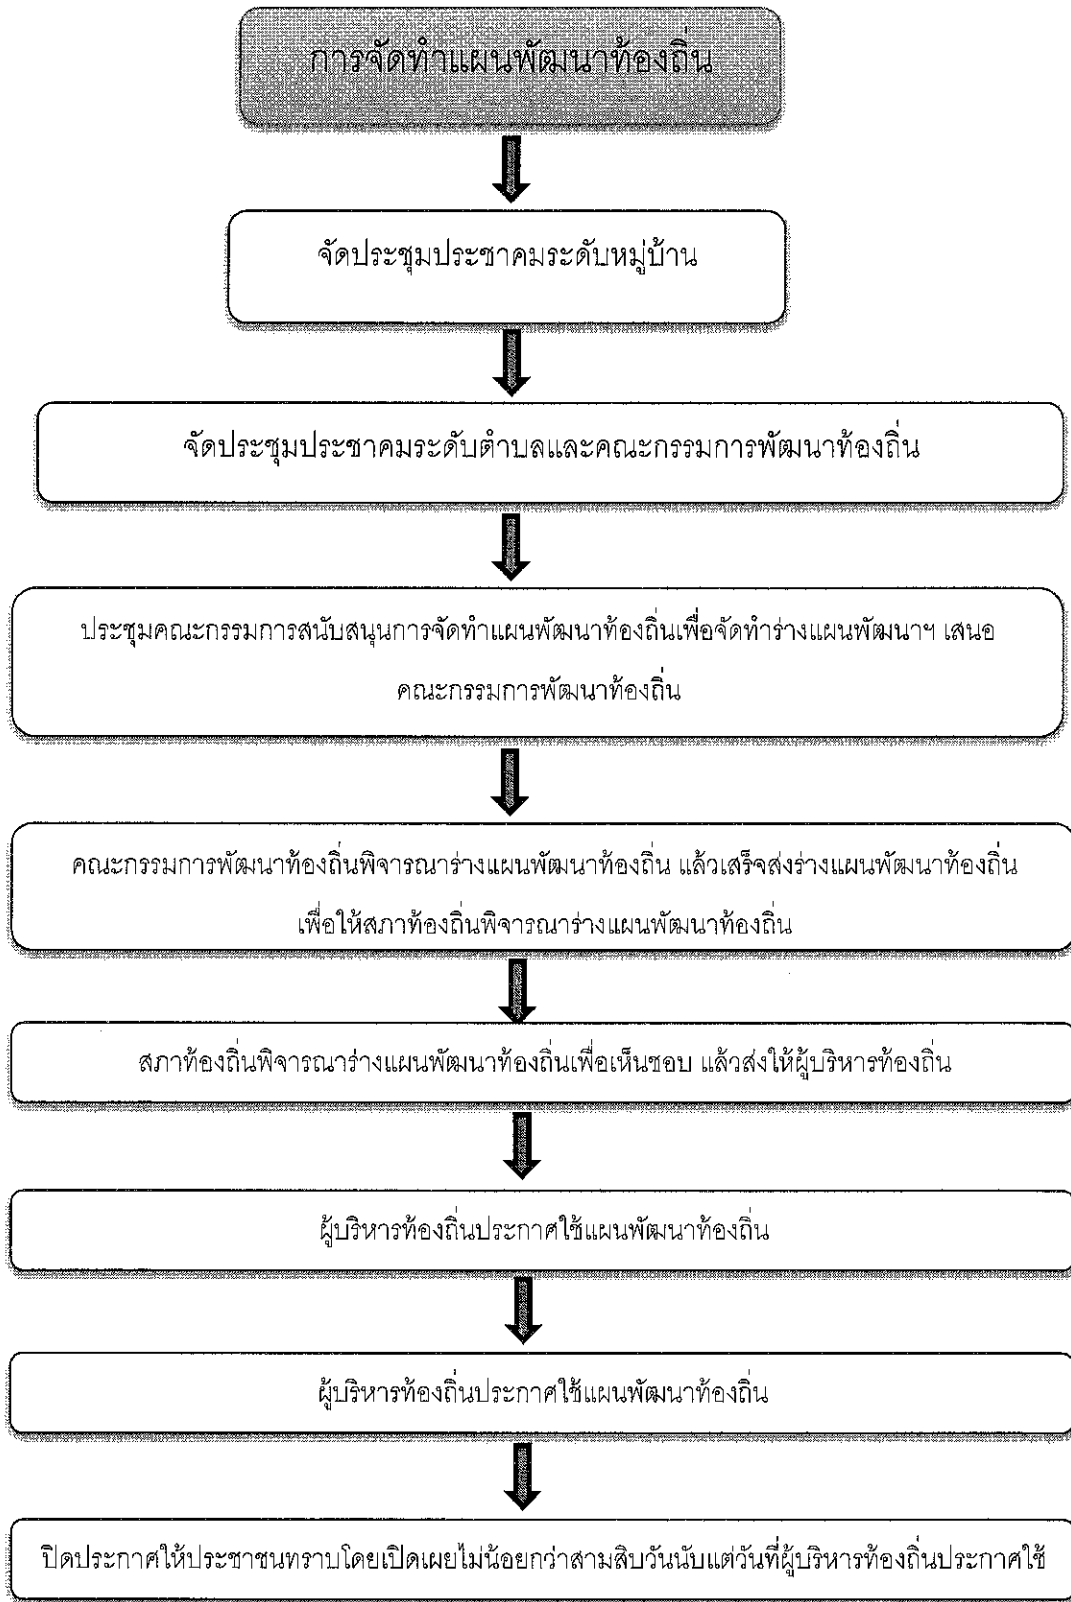 การจัดทำแผนพัฒนาท้องถิ่น
จัดประชุมประชาคมระดับหมู่บ้าน
จัดประชุมประชาคมระดับตำบลและคณะกรรมการพัฒนาท้องถิ่น
ประชุมคณะกรรมการสนับสนุนการจัดทำแผนพัฒนาท้องถิ่นเพื่อจัดทำร่างแผนพัฒนาฯ เสนอ
คณะกรรมการพัฒนาท้องถิ่น
คณะกรรมการพัฒนาท้องถิ่นพิจารณาร่างแผนพัฒนาท้องถิ่น แล้วเสร็จส่งร่างแผนพัฒนาท้องถิ่น
เพื่อให้สภาท้องถิ่นพิจารณาร่างแผนพัฒนาท้องถิ่น
สภาท้องถิ่นพิจารณาร่างแผนพัฒนาท้องถิ่นเพื่อเห็นชอบ แล้วส่งให้ผู้บริหารท้องถิ่น
ผู้บริหารท้องถิ่นประกาศใช้แผนพัฒนาท้องถิ่น
ผู้บริหารท้องถิ่นประกาศใช้แผนพัฒนาท้องถิ่น
ปิดประกาศให้ประชาชนทราบโดยเปิดเผยไม่น้อยกว่าสามสิบวันนับแต่วันที่ผู้บริหารท้องถิ่นประกาศใช้